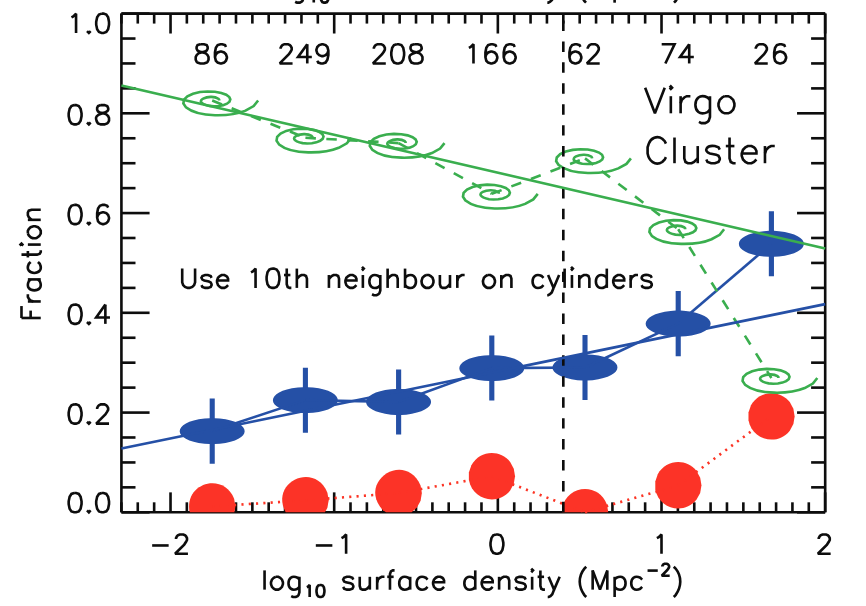 1.0
86 249 208 166 62 74 26
Virgo
Cluster
0.8
0.6
Use 10th neighbour on cylinders
Fraction
0.4
0.2
0.0
−2 −1 0 1 2
log₁₀ surface density (Mpc⁻²)